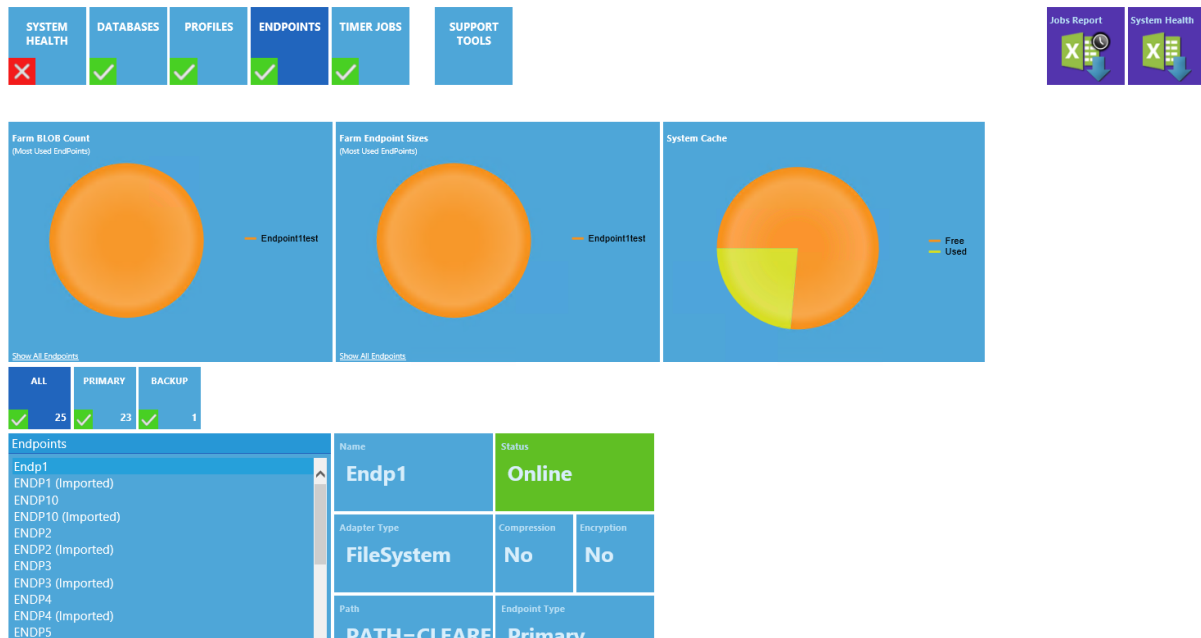 SYSTEM
HEALTH
DATABASES
PROFILES
ENDPOINTS
TIMER JOBS
SUPPORT
TOOLS
Jobs Report
System Health
Farm BLOB Count
(Most Used EndPoints)
Endpoint1test
Show All Endpoints
Farm Endpoint Sizes
(Most Used EndPoints)
Endpoint1test
Show All Endpoints
System Cache
Free
Used
ALL
25
PRIMARY
23
BACKUP
1
Endpoints
Endp1
ENDP1 (Imported)
ENDP10
ENDP10 (Imported)
ENDP2
ENDP2 (Imported)
ENDP3
ENDP3 (Imported)
ENDP4
ENDP4 (Imported)
ENDP5
Name
Endp1
Status
Online
Adapter Type
FileSystem
Compression
No
Encryption
No
Path
PATH=CLEARE
Endpoint Type
Primary